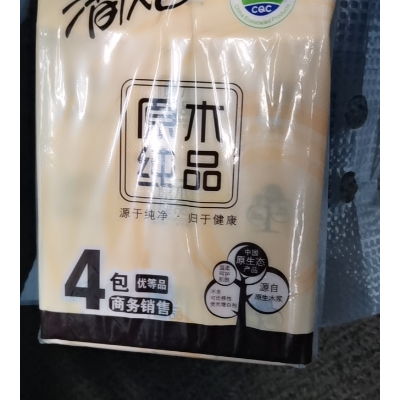 清风
CQC
原木
纯品
源于纯净·归于健康
4包
优等品
商务销售
中国
原生态
产品
源自
原生木浆